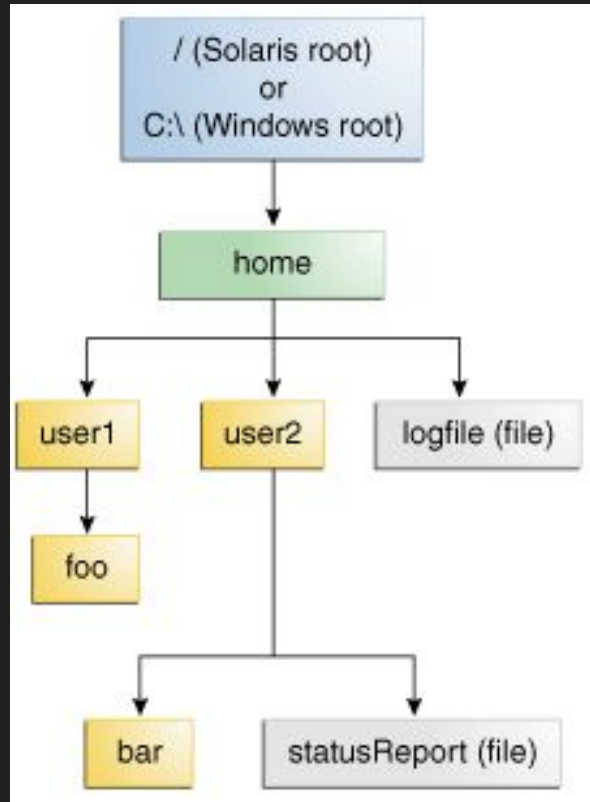 / (Solaris root)
or
C:\ (Windows root)
home
user1
user2
logfile (file)
foo
bar
statusReport (file)